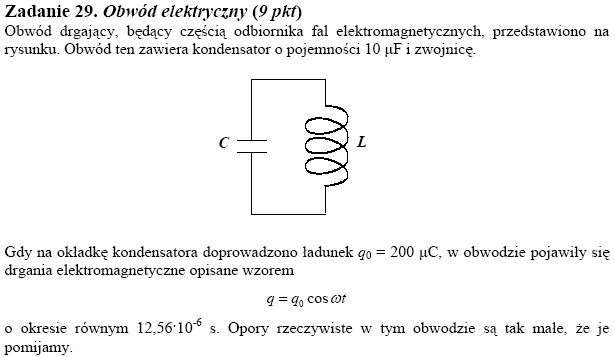 Zadanie 29. Obwód elektryczny (9 pkt)
Obwód drgający, będący częścią odbiornika fal elektromagnetycznych, przedstawiono na
rysunku. Obwód ten zawiera kondensator o pojemności 10 μF i zwojnicę.
C
L
Gdy na okładkę kondensatora doprowadzono ładunek q₀ = 200 μC, w obwodzie pojawiły się
drgania elektromagnetyczne opisane wzorem
q = q₀ cos ωt
o okresie równym 12,56·10⁻⁶ s. Opory rzeczywiste w tym obwodzie są tak małe, że je
pomijamy.